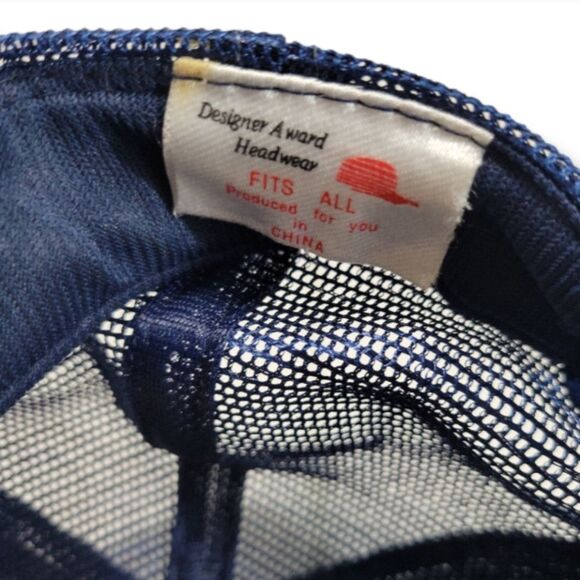 Designer Award
Headwear
FITS ALL
Produced for you
in
CHINA